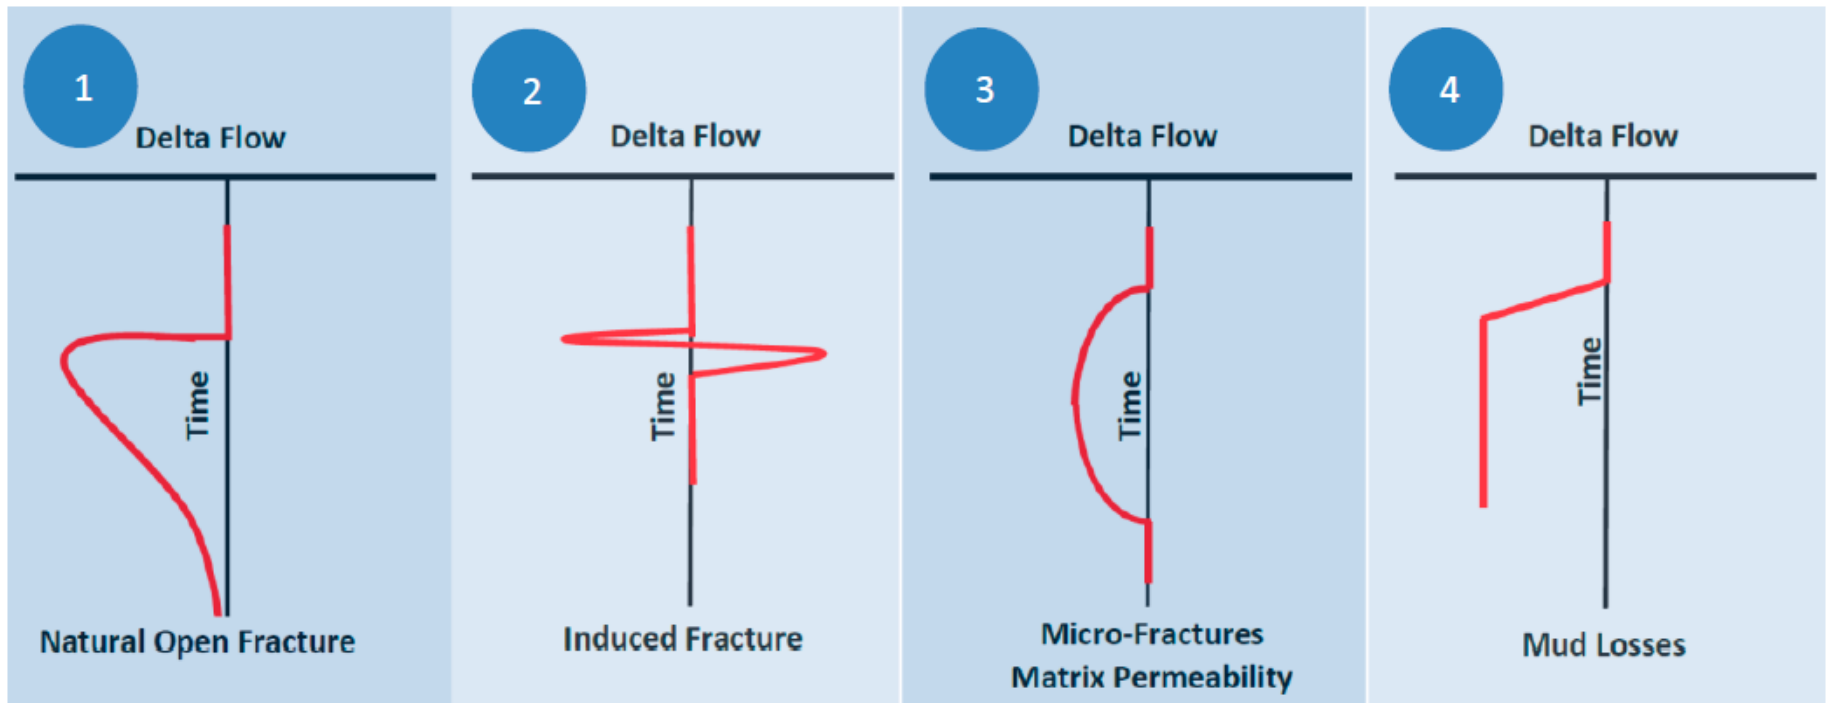 1
Delta Flow
Time
Natural Open Fracture
2
Delta Flow
Time
Induced Fracture
3
Delta Flow
Time
Micro-Fractures
Matrix Permeability
4
Delta Flow
Time
Mud Losses